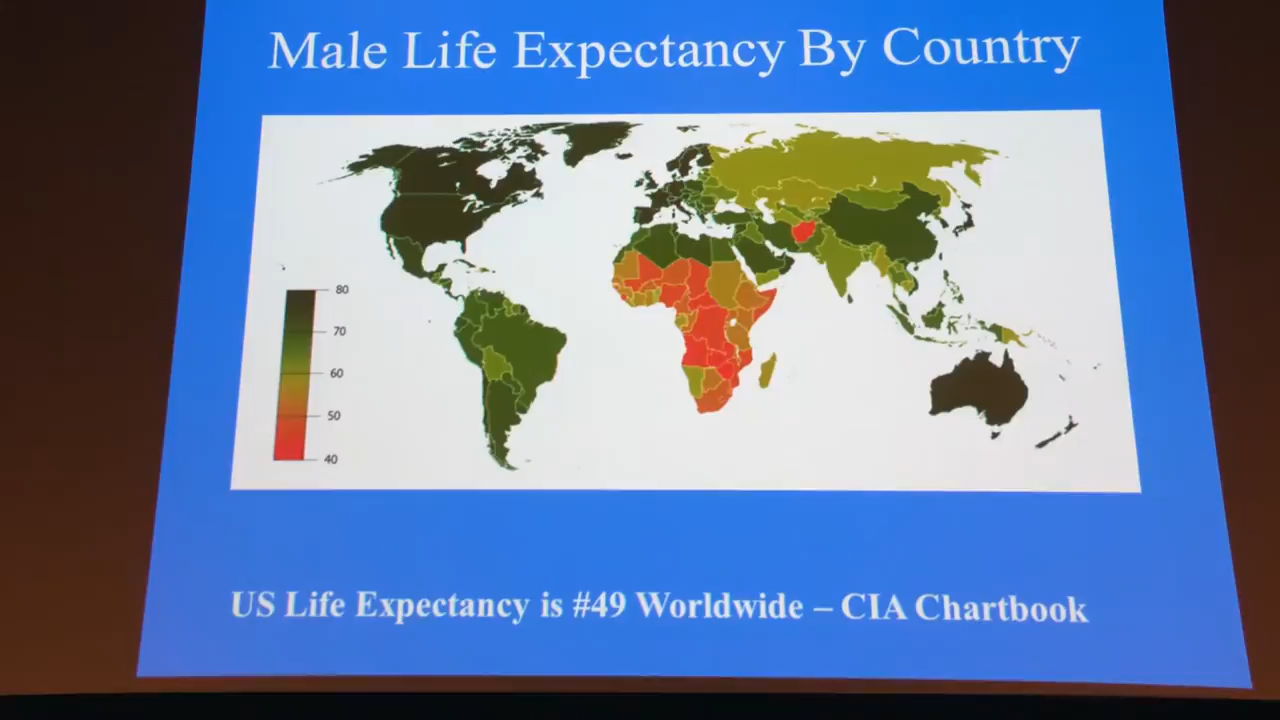 Male Life Expectancy By Country
80
70
60
50
40
US Life Expectancy is #49 Worldwide – CIA Chartbook